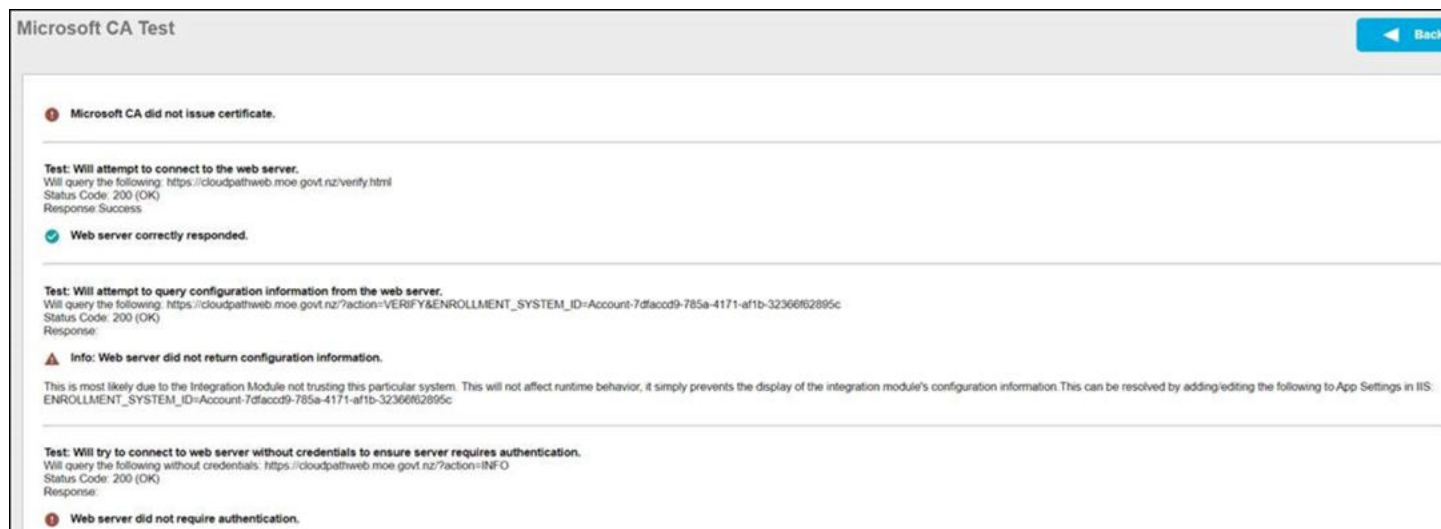 Microsoft CA Test
Back
Microsoft CA did not issue certificate.
Test: Will attempt to connect to the web server.
Will query the following: https://cloudpathweb.moe.govt.nz/verify.html
Status Code: 200 (OK)
Response:Success
Web server correctly responded.
Test: Will attempt to query configuration information from the web server.
Will query the following: https://cloudpathweb.moe.govt.nz/?action=VERIFY&ENROLLMENT_SYSTEM_ID=Account-7dfaccd9-785a-4171-af1b-32366f62895c
Status Code: 200 (OK)
Response:
Info: Web server did not return configuration information.
This is most likely due to the Integration Module not trusting this particular system. This will not affect runtime behavior, it simply prevents the display of the integration module's configuration information.This can be resolved by adding/editing the following to App Settings in IIS:
ENROLLMENT_SYSTEM_ID=Account-7dfaccd9-785a-4171-af1b-32366f62895c
Test: Will try to connect to web server without credentials to ensure server requires authentication.
Will query the following without credentials: https://cloudpathweb.moe.govt.nz/?action=INFO
Status Code: 200 (OK)
Response:
Web server did not require authentication.